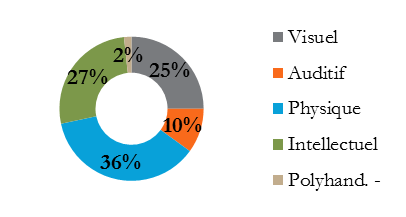 2%
25%
27%
10%
36%
Visuel
Auditif
Physique
Intellectuel
Polyhand. -